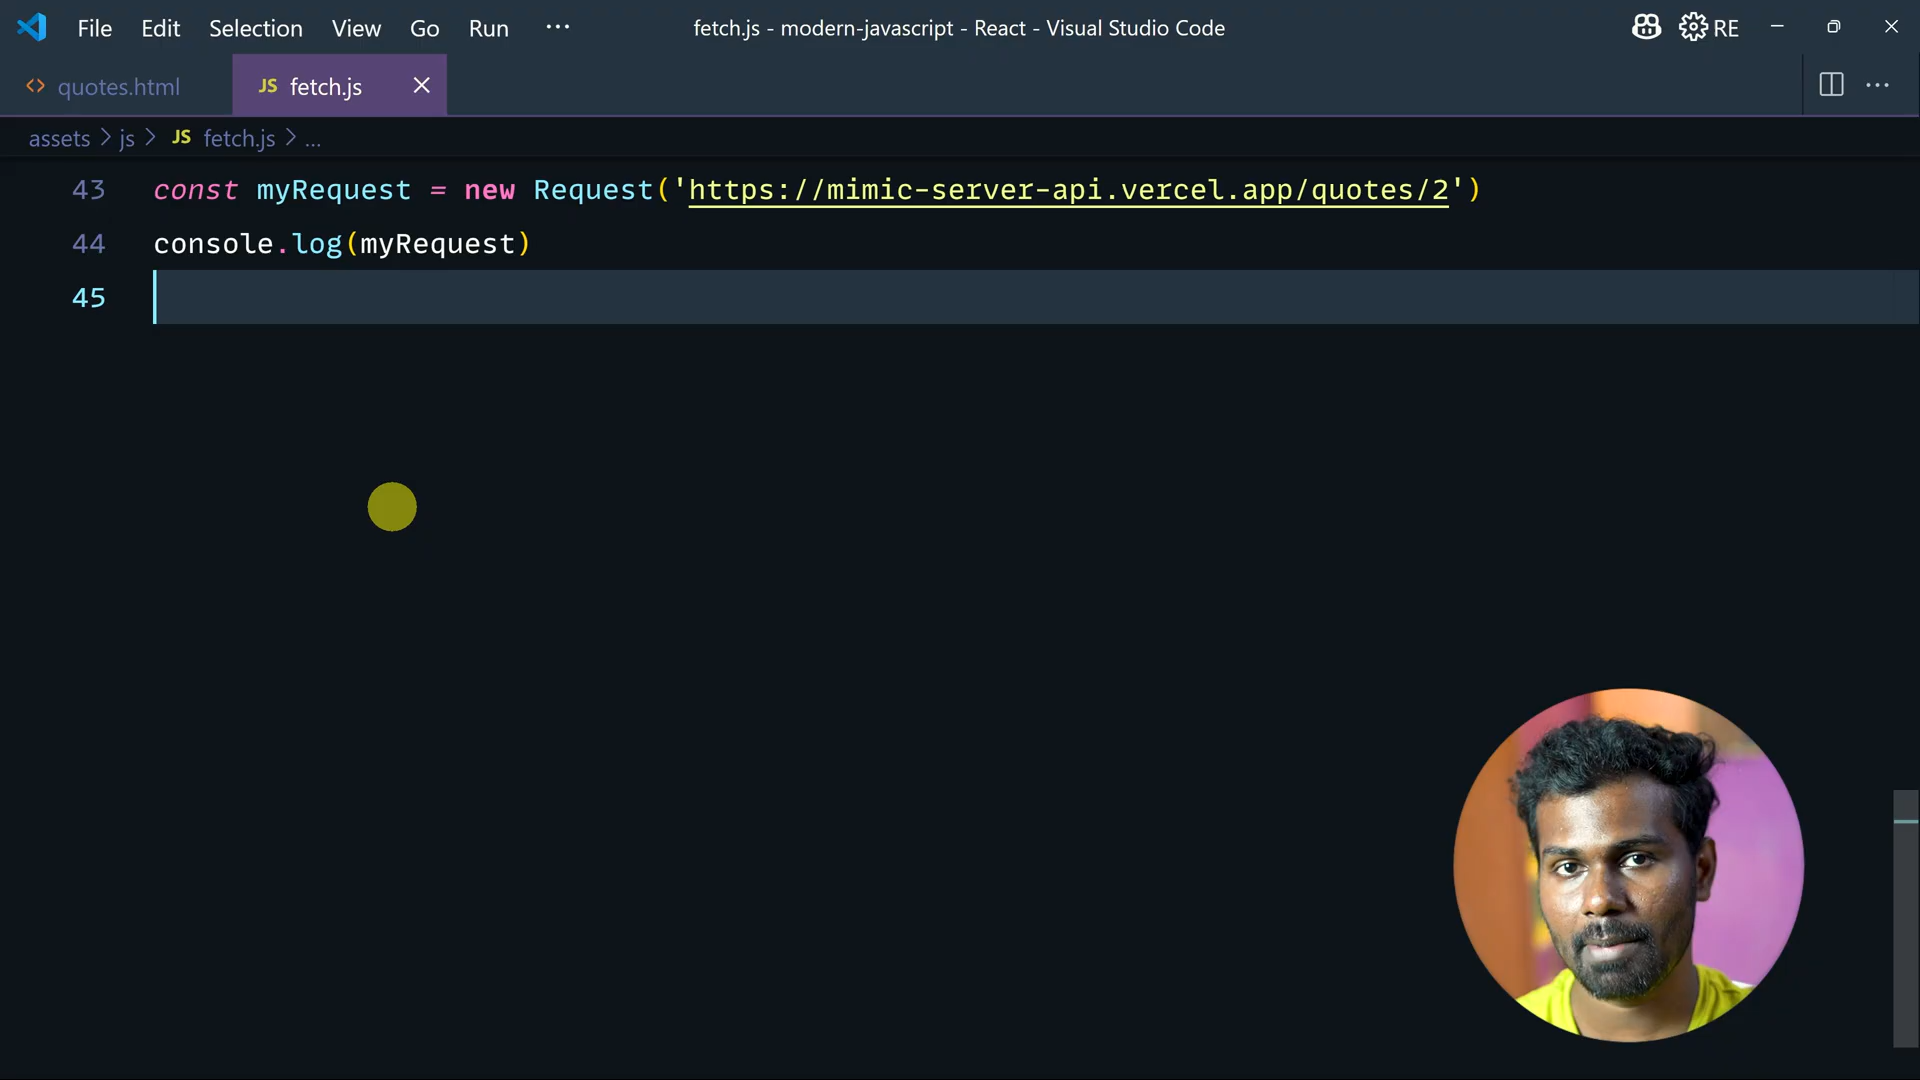 File Edit Selection View Go Run ... fetch.js - modern-javascript - React - Visual Studio Code RE
<> quotes.html JS fetch.js
assets > js > JS fetch.js > ...
43 const myRequest = new Request('https://mimic-server-api.vercel.app/quotes/2')
44 console.log(myRequest)
45